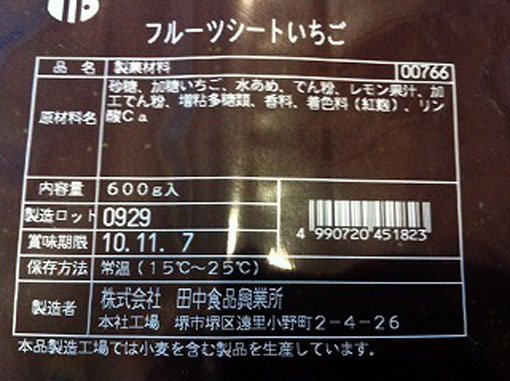 フルーツシートいちご
品 名 製菓材料 00766
原材料名 砂糖、加糖いちご、水あめ、でん粉、レモン果汁、加
工でん粉、増粘多糖類、香料、着色料（紅麹）、リン
酸Ｃａ
内容量 ６００ｇ入
製造ロット 0929
賞味期限 10.11. 7
4 990720 451823
保存方法 常温（１５℃～２５℃）
製造者 株式会社 田中食品興業所
本社工場 堺市堺区遠里小野町２－４－２６
本品製造工場では小麦を含む製品を生産しています。